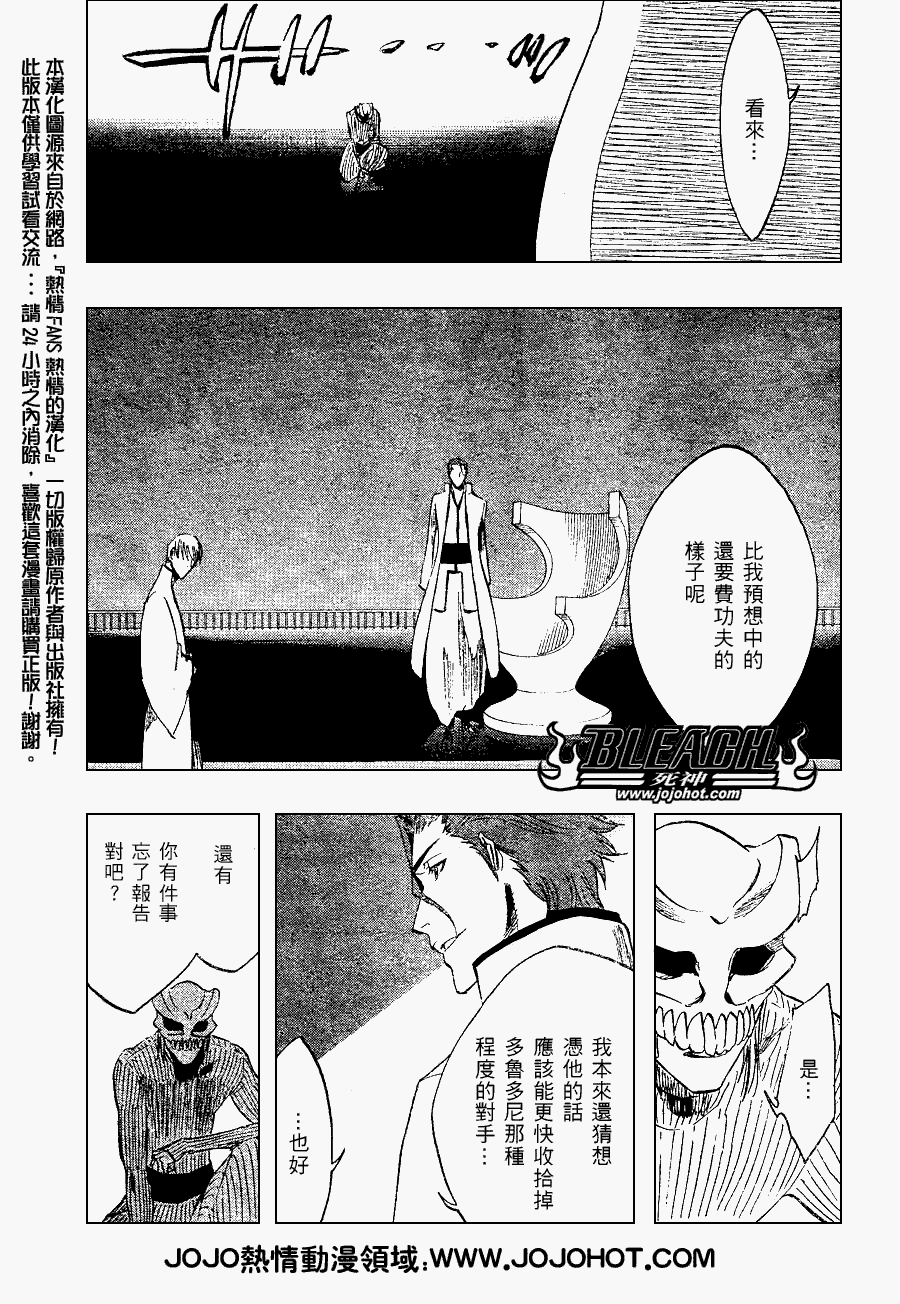 看來…
比我預想中的
還要費功夫的
樣子呢
BLEACH
死神
www.jojohot.com
是…
我本來還猜想
憑他的話
應該能更快收拾掉
多魯多尼那種
程度的對手…
…也好
還有
你有件事
忘了報告
對吧？
本漢化圖源來自於網路，『熱情FANS熱情的漢化』一切版權歸原作者與出版社擁有！
此版本僅供學習試看交流… 請24小時之內消除，喜歡這套漫畫請購買正版！謝謝。
JOJO熱情動漫領域:WWW.JOJOHOT.COM